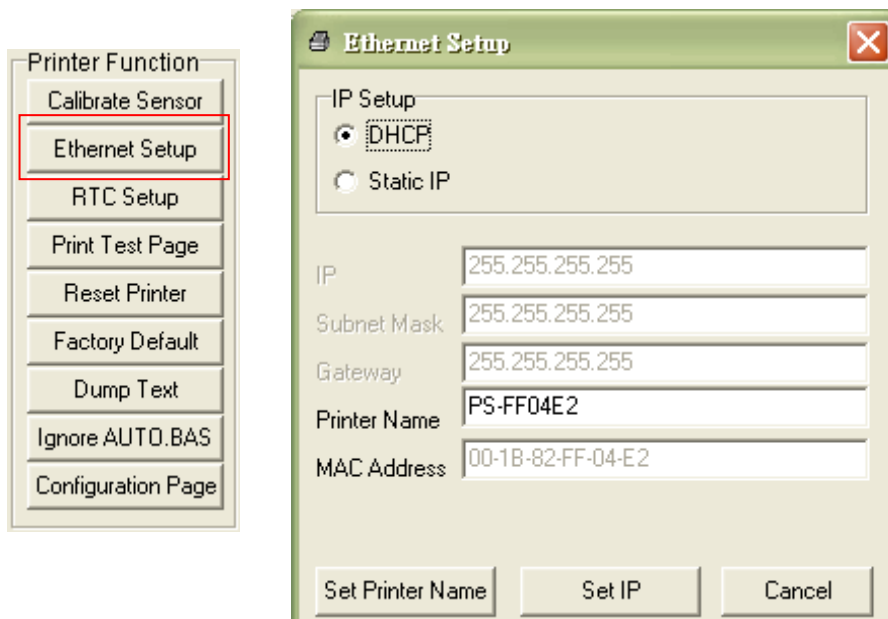 Printer Function
Calibrate Sensor
Ethernet Setup
RTC Setup
Print Test Page
Reset Printer
Factory Default
Dump Text
Ignore AUTO.BAS
Configuration Page
Ethernet Setup
IP Setup
DHCP
Static IP
IP 255.255.255.255
Subnet Mask 255.255.255.255
Gateway 255.255.255.255
Printer Name PS-FF04E2
MAC Address 00-1B-82-FF-04-E2
Set Printer Name Set IP Cancel